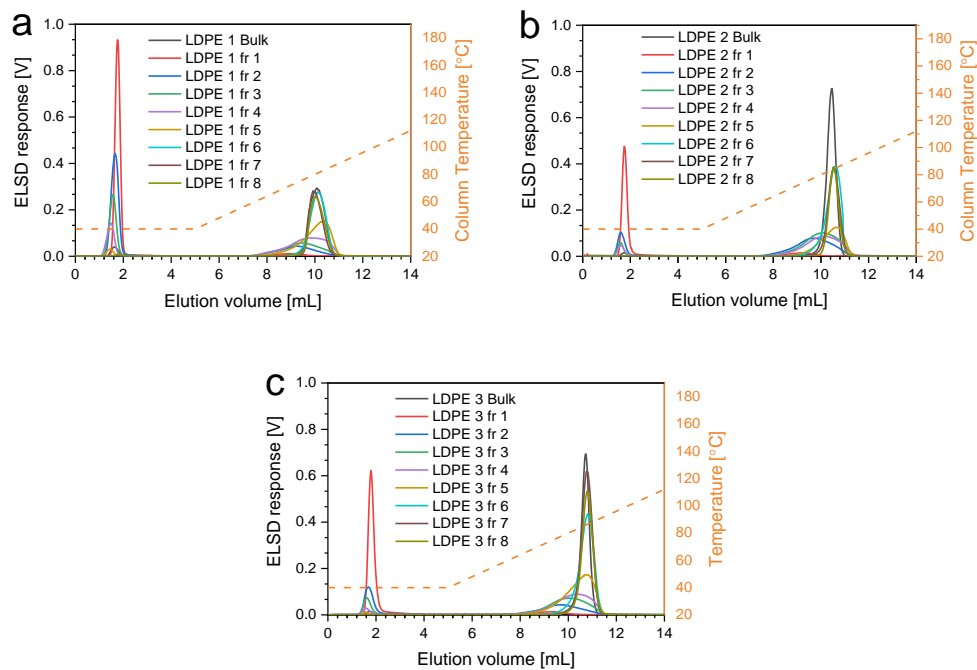 a
ELSD response [V]
1.0
0.8
0.6
0.4
0.2
0.0
LDPE 1 Bulk
LDPE 1 fr 1
LDPE 1 fr 2
LDPE 1 fr 3
LDPE 1 fr 4
LDPE 1 fr 5
LDPE 1 fr 6
LDPE 1 fr 7
LDPE 1 fr 8
180
160
140
120
100
80
60
40
20
Column Temperature [°C]
0 2 4 6 8 10 12 14
Elution volume [mL]
b
ELSD response [V]
1.0
0.8
0.6
0.4
0.2
0.0
LDPE 2 Bulk
LDPE 2 fr 1
LDPE 2 fr 2
LDPE 2 fr 3
LDPE 2 fr 4
LDPE 2 fr 5
LDPE 2 fr 6
LDPE 2 fr 7
LDPE 2 fr 8
180
160
140
120
100
80
60
40
20
Column Temperature [°C]
0 2 4 6 8 10 12 14
Elution volume [mL]
c
ELSD response [V]
1.0
0.8
0.6
0.4
0.2
0.0
LDPE 3 Bulk
LDPE 3 fr 1
LDPE 3 fr 2
LDPE 3 fr 3
LDPE 3 fr 4
LDPE 3 fr 5
LDPE 3 fr 6
LDPE 3 fr 7
LDPE 3 fr 8
180
160
140
120
100
80
60
40
20
Temperature [°C]
0 2 4 6 8 10 12 14
Elution volume [mL]